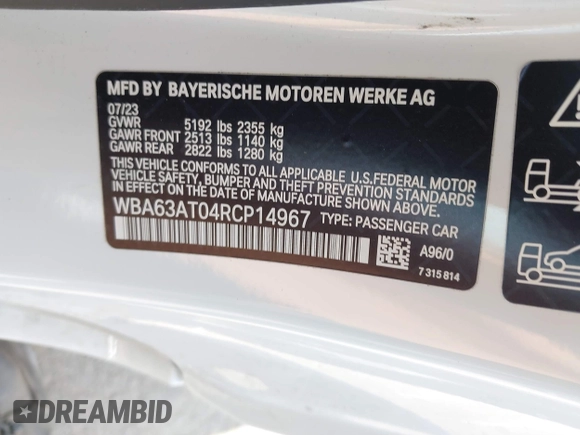 MFD BY BAYERISCHE MOTOREN WERKE AG
07/23
GVWR 5192 lbs 2355 kg
GAWR FRONT 2513 lbs 1140 kg
GAWR REAR 2822 lbs 1280 kg
THIS VEHICLE CONFORMS TO ALL APPLICABLE U.S.FEDERAL MOTOR
VEHICLE SAFETY, BUMPER AND THEFT PREVENTION STANDARDS IN
EFFECT ON THE DATE OF MANUFACTURE SHOWN ABOVE.
WBA63AT04RCP14967 TYPE: PASSENGER CAR
A96/0
7 315 814
DREAMBID